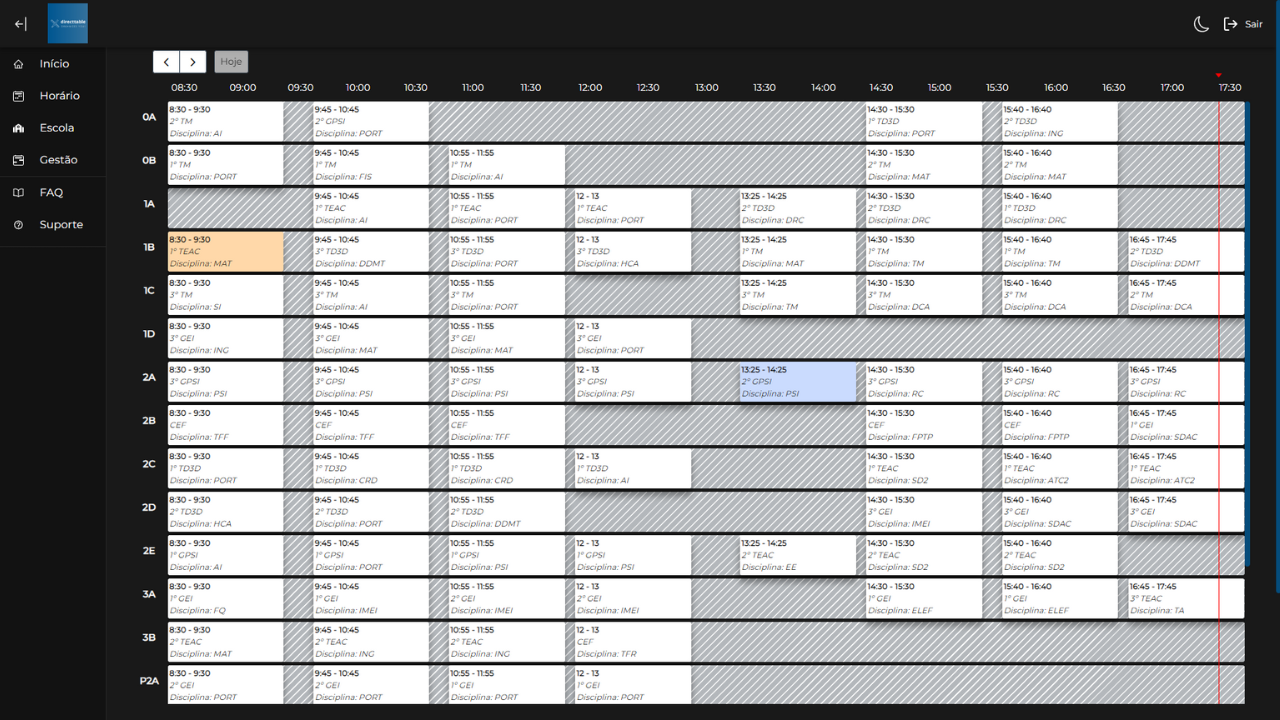 directtable
Sair
Início
Horário
Escola
Gestão
FAQ
Suporte
Hoje
08:30 09:00 09:30 10:00 10:30 11:00 11:30 12:00 12:30 13:00 13:30 14:00 14:30 15:00 15:30 16:00 16:30 17:00 17:30
0A
8:30 - 9:30 9:45 - 10:45 14:30 - 15:30 15:40 - 16:40
2º TM 2º GPSI 1º TD3D 2º TD3D
Disciplina: AI Disciplina: PORT Disciplina: PORT Disciplina: ING
0B
8:30 - 9:30 9:45 - 10:45 10:55 - 11:55 14:30 - 15:30 15:40 - 16:40
1º TM 1º TM 1º TM 2º TM 2º TM
Disciplina: PORT Disciplina: FIS Disciplina: AI Disciplina: MAT Disciplina: MAT
1A
9:45 - 10:45 10:55 - 11:55 12 - 13 13:25 - 14:25 14:30 - 15:30 15:40 - 16:40
1º TEAC 1º TEAC 1º TEAC 2º TD3D 2º TD3D 1º TD3D
Disciplina: AI Disciplina: PORT Disciplina: PORT Disciplina: DRC Disciplina: DRC Disciplina: DRC
1B
8:30 - 9:30 9:45 - 10:45 10:55 - 11:55 12 - 13 13:25 - 14:25 14:30 - 15:30 15:40 - 16:40 16:45 - 17:45
1º TEAC 3º TD3D 3º TD3D 3º TD3D 1º TM 1º TM 1º TM 2º TD3D
Disciplina: MAT Disciplina: DDMT Disciplina: PORT Disciplina: HCA Disciplina: MAT Disciplina: TM Disciplina: TM Disciplina: DDMT
1C
8:30 - 9:30 9:45 - 10:45 10:55 - 11:55 13:25 - 14:25 14:30 - 15:30 15:40 - 16:40 16:45 - 17:45
3º TM 3º TM 3º TM 3º TM 3º TM 3º TM 2º TM
Disciplina: SI Disciplina: AI Disciplina: PORT Disciplina: TM Disciplina: DCA Disciplina: DCA Disciplina: DCA
1D
8:30 - 9:30 9:45 - 10:45 10:55 - 11:55 12 - 13
3º GEI 3º GEI 3º GEI 3º GEI
Disciplina: ING Disciplina: MAT Disciplina: MAT Disciplina: PORT
2A
8:30 - 9:30 9:45 - 10:45 10:55 - 11:55 12 - 13 13:25 - 14:25 14:30 - 15:30 15:40 - 16:40 16:45 - 17:45
3º GPSI 3º GPSI 3º GPSI 3º GPSI 2º GPSI 3º GPSI 3º GPSI 3º GPSI
Disciplina: PSI Disciplina: PSI Disciplina: PSI Disciplina: PSI Disciplina: PSI Disciplina: RC Disciplina: RC Disciplina: RC
2B
8:30 - 9:30 9:45 - 10:45 10:55 - 11:55 14:30 - 15:30 15:40 - 16:40 16:45 - 17:45
CEF CEF CEF CEF CEF 1º GEI
Disciplina: TFF Disciplina: TFF Disciplina: TFF Disciplina: FPTP Disciplina: FPTP Disciplina: SDAC
2C
8:30 - 9:30 9:45 - 10:45 10:55 - 11:55 12 - 13 14:30 - 15:30 15:40 - 16:40 16:45 - 17:45
1º TD3D 1º TD3D 1º TD3D 1º TD3D 1º TEAC 1º TEAC 1º TEAC
Disciplina: PORT Disciplina: CRD Disciplina: CRD Disciplina: AI Disciplina: SD2 Disciplina: ATC2 Disciplina: ATC2
2D
8:30 - 9:30 9:45 - 10:45 10:55 - 11:55 14:30 - 15:30 15:40 - 16:40 16:45 - 17:45
2º TD3D 2º TD3D 2º TD3D 3º GEI 3º GEI 3º GEI
Disciplina: HCA Disciplina: PORT Disciplina: DDMT Disciplina: IMEI Disciplina: SDAC Disciplina: SDAC
2E
8:30 - 9:30 9:45 - 10:45 10:55 - 11:55 12 - 13 13:25 - 14:25 14:30 - 15:30 15:40 - 16:40
1º GPSI 1º GPSI 1º GPSI 1º GPSI 2º TEAC 2º TEAC 2º TEAC
Disciplina: AI Disciplina: PORT Disciplina: PSI Disciplina: PSI Disciplina: EE Disciplina: SD2 Disciplina: SD2
3A
8:30 - 9:30 9:45 - 10:45 10:55 - 11:55 12 - 13 14:30 - 15:30 15:40 - 16:40 16:45 - 17:45
1º GEI 1º GEI 2º GEI 2º GEI 1º GEI 1º GEI 3º TEAC
Disciplina: FQ Disciplina: IMEI Disciplina: IMEI Disciplina: IMEI Disciplina: ELEF Disciplina: ELEF Disciplina: TA
3B
8:30 - 9:30 9:45 - 10:45 10:55 - 11:55 12 - 13
2º TEAC 2º TEAC 2º TEAC CEF
Disciplina: MAT Disciplina: ING Disciplina: ING Disciplina: TFR
P2A
8:30 - 9:30 9:45 - 10:45 10:55 - 11:55 12 - 13
2º GEI 2º GEI 1º GEI 1º GEI
Disciplina: PORT Disciplina: PORT Disciplina: PORT Disciplina: PORT